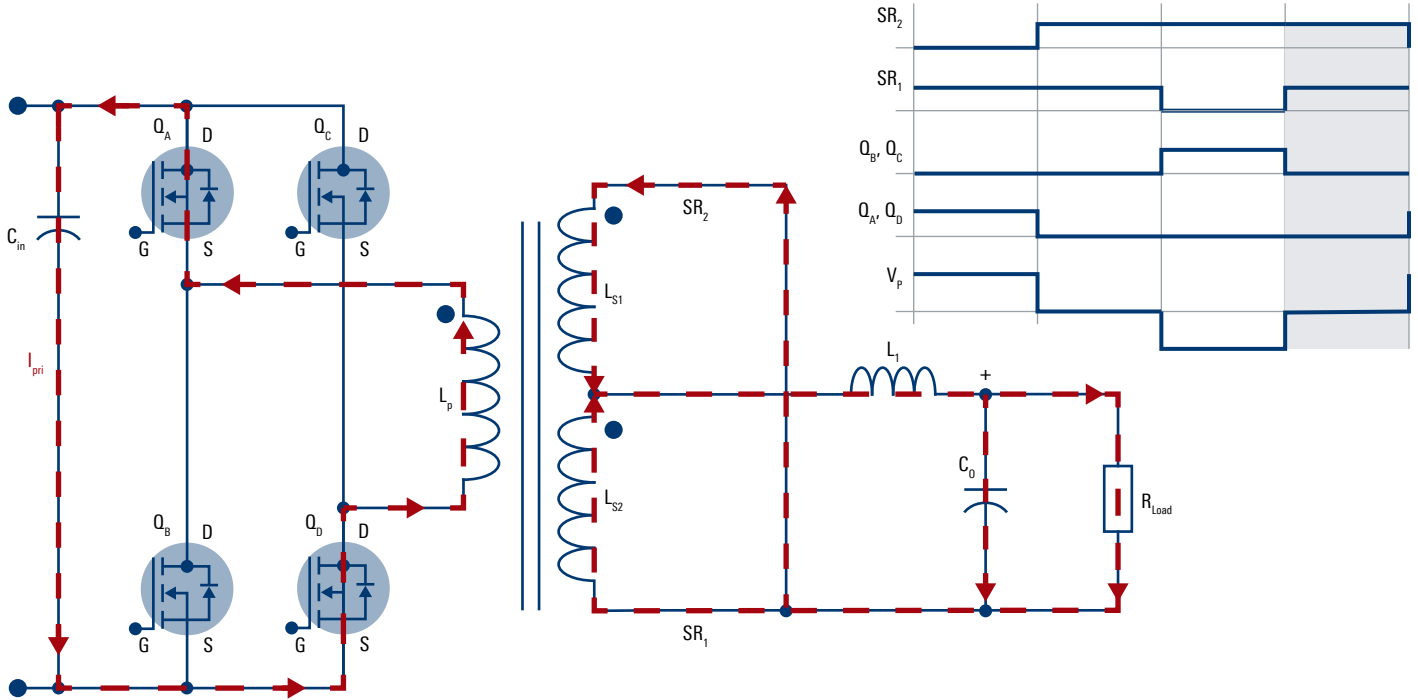 SR2
SR1
QB, QC
QA, QD
VP
QA D
QC D
G S
G S
Cin
SR2
LS1
Ipri
Lp
L1
+
LS2
C0
RLoad
QB D
QD D
G S
G S
SR1